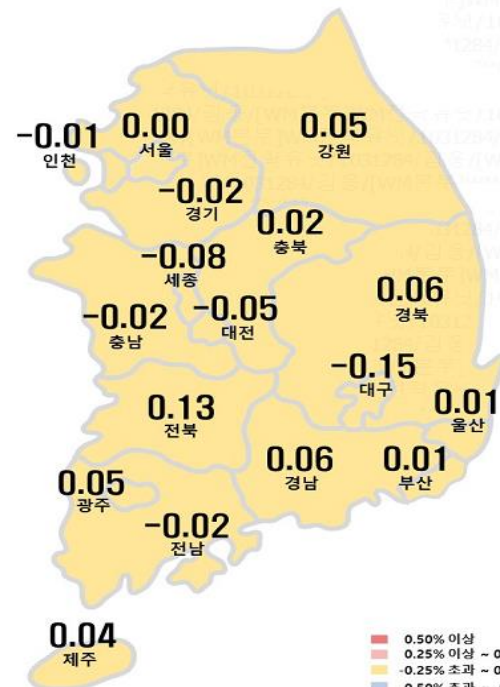 -0.01
인천
0.00
서울
0.05
강원
-0.02
경기
0.02
충북
-0.08
세종
-0.02
충남
-0.05
대전
0.06
경북
-0.15
대구
0.01
울산
0.13
전북
0.06
경남
0.01
부산
0.05
광주
-0.02
전남
0.04
제주
0.50% 이상
0.25% 이상 ~
-0.25% 초과 ~